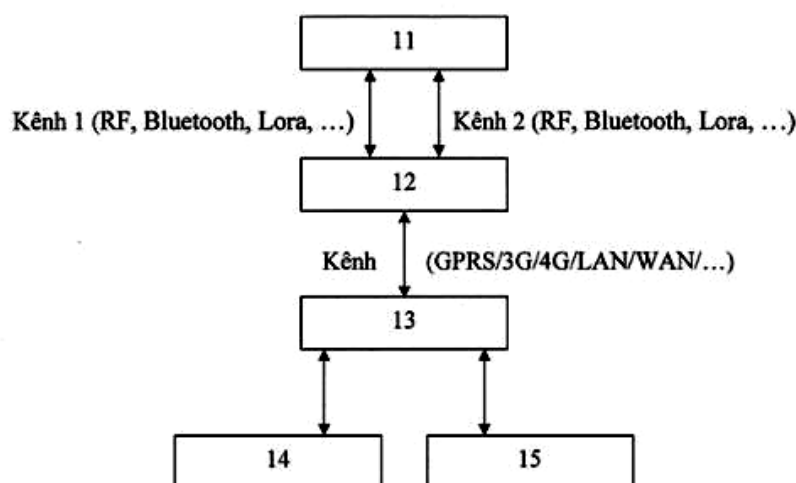 11
Kênh 1 (RF, Bluetooth, Lora, …) Kênh 2 (RF, Bluetooth, Lora, …)
12
Kênh (GPRS/3G/4G/LAN/WAN/…)
13
14 15